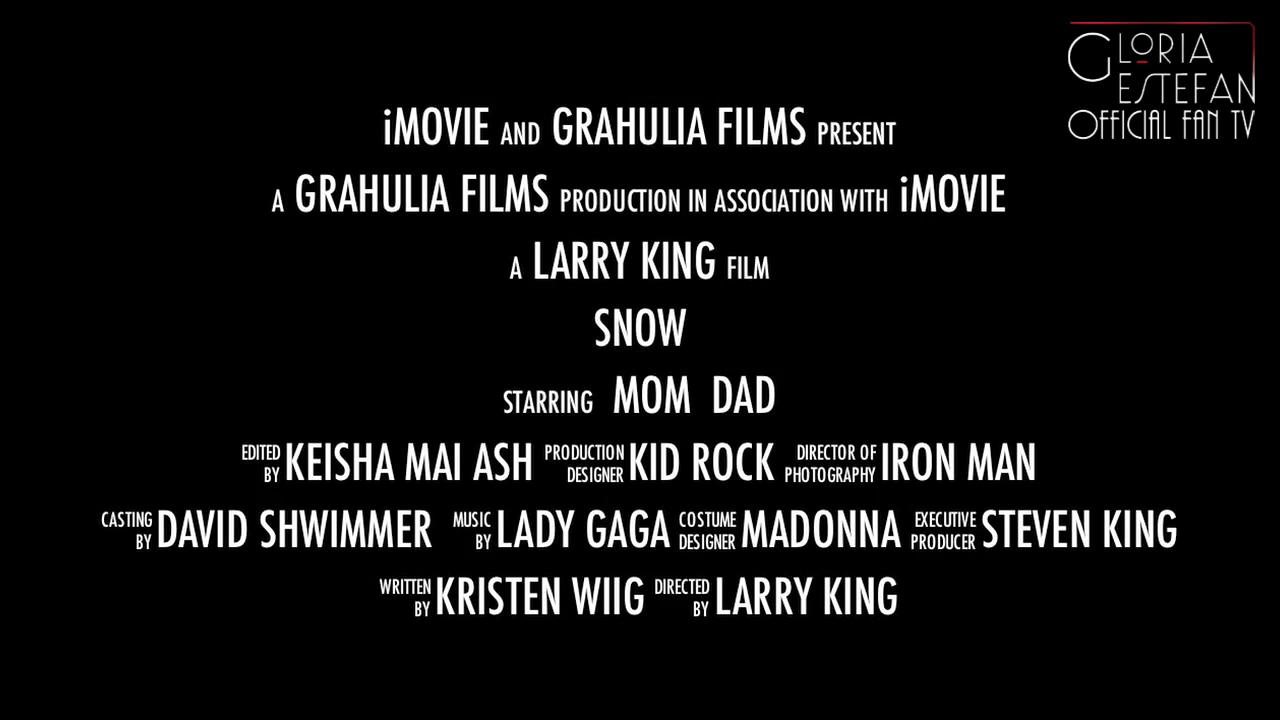 GLORIA
ESTEFAN
OFFICIAL FAN TV
iMOVIE AND GRAHULIA FILMS PRESENT
A GRAHULIA FILMS PRODUCTION IN ASSOCIATION WITH iMOVIE
A LARRY KING FILM
SNOW
STARRING MOM DAD
EDITED BY KEISHA MAI ASH PRODUCTION DESIGNER KID ROCK DIRECTOR OF PHOTOGRAPHY IRON MAN
CASTING BY DAVID SHWIMMER MUSIC BY LADY GAGA COSTUME DESIGNER MADONNA EXECUTIVE PRODUCER STEVEN KING
WRITTEN BY KRISTEN WIIG DIRECTED BY LARRY KING